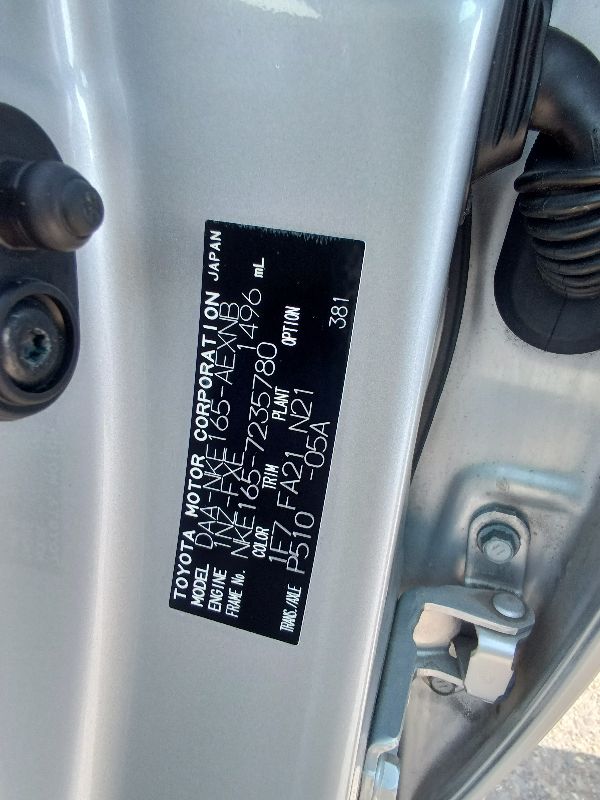 TOYOTA MOTOR CORPORATION JAPAN
MODEL DAA-NKE165-AEXNB
ENGINE 1NZ-FXE 1496 mL
FRAME No. NKE165-7235780
COLOR TRIM PLANT OPTION
1E7 FA21 N21
TRANS./AXLE P510 -05A 381